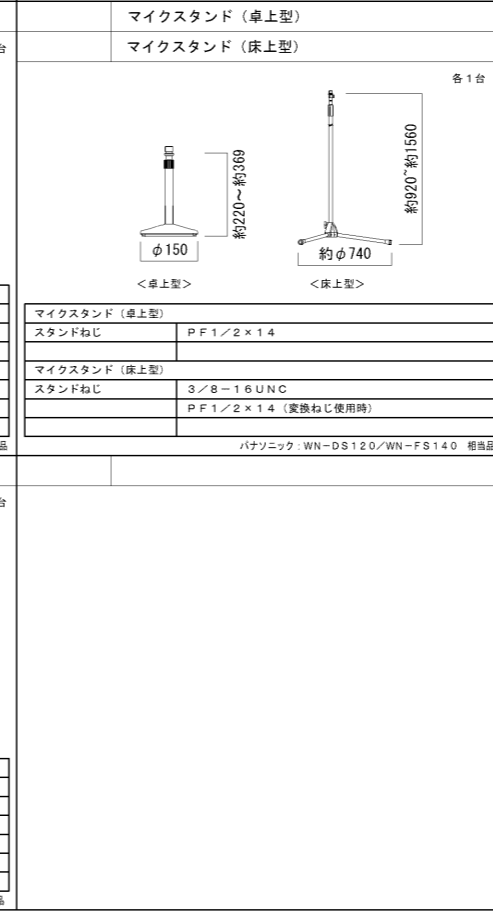 マイクスタンド（卓上型）
台
マイクスタンド（床上型）
各１台
約220～約369
約920~約1560
φ150
約φ740
＜卓上型＞
＜床上型＞
マイクスタンド（卓上型）
スタンドねじ ＰＦ１／２×１４
マイクスタンド（床上型）
スタンドねじ ３／８－１６ＵＮＣ
ＰＦ１／２×１４（変換ねじ使用時）
品
パナソニック：ＷＮ－ＤＳ１２０／ＷＮ－ＦＳ１４０ 相当品
台
品